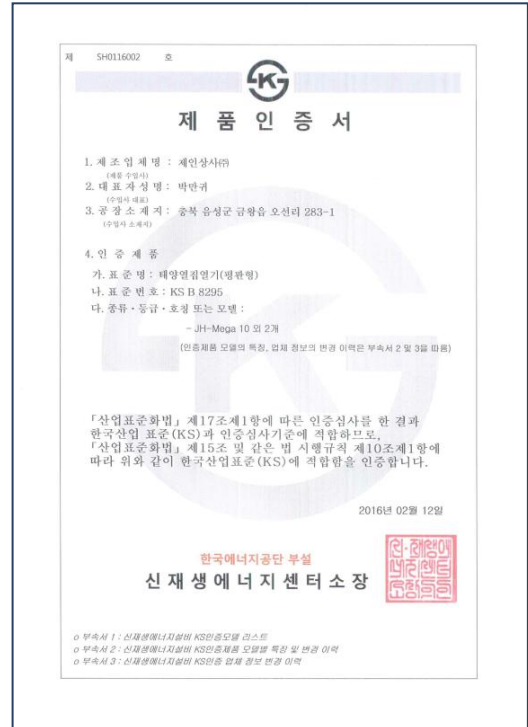 제 SH0116002 호
제 품 인 증 서
1. 제 조 업 체 명 : 재인상사㈜
(제품 수입사)
2. 대 표 자 성 명 : 박만귀
(수입사 대표)
3. 공 장 소 재 지 : 충북 음성군 금왕읍 오선리 283-1
(수입사 소재지)
4. 인 증 제 품
가. 표 준 명 : 태양열집열기(평판형)
나. 표 준 번 호 : KS B 8295
다. 종류·등급·호칭 또는 모델 :
- JH-Mega 10 외 2개
(인증제품 모델의 특징, 업체 정보의 변경 이력은 부속서 2 및 3을 따름)
「산업표준화법」 제17조제1항에 따른 인증심사를 한 결과
한국산업 표준(KS)과 인증심사기준에 적합하므로,
「산업표준화법」 제15조 및 같은 법 시행규칙 제10조제1항에
따라 위와 같이 한국산업표준(KS)에 적합함을 인증합니다.
2016년 02월 12일
한국에너지공단 부설
신 재 생 에 너 지 센 터 소 장
o 부속서 1 : 신재생에너지설비 KS인증모델 리스트
o 부속서 2 : 신재생에너지설비 KS인증제품 모델별 특징 및 변경 이력
o 부속서 3 : 신재생에너지설비 KS인증 업체 정보 변경 이력